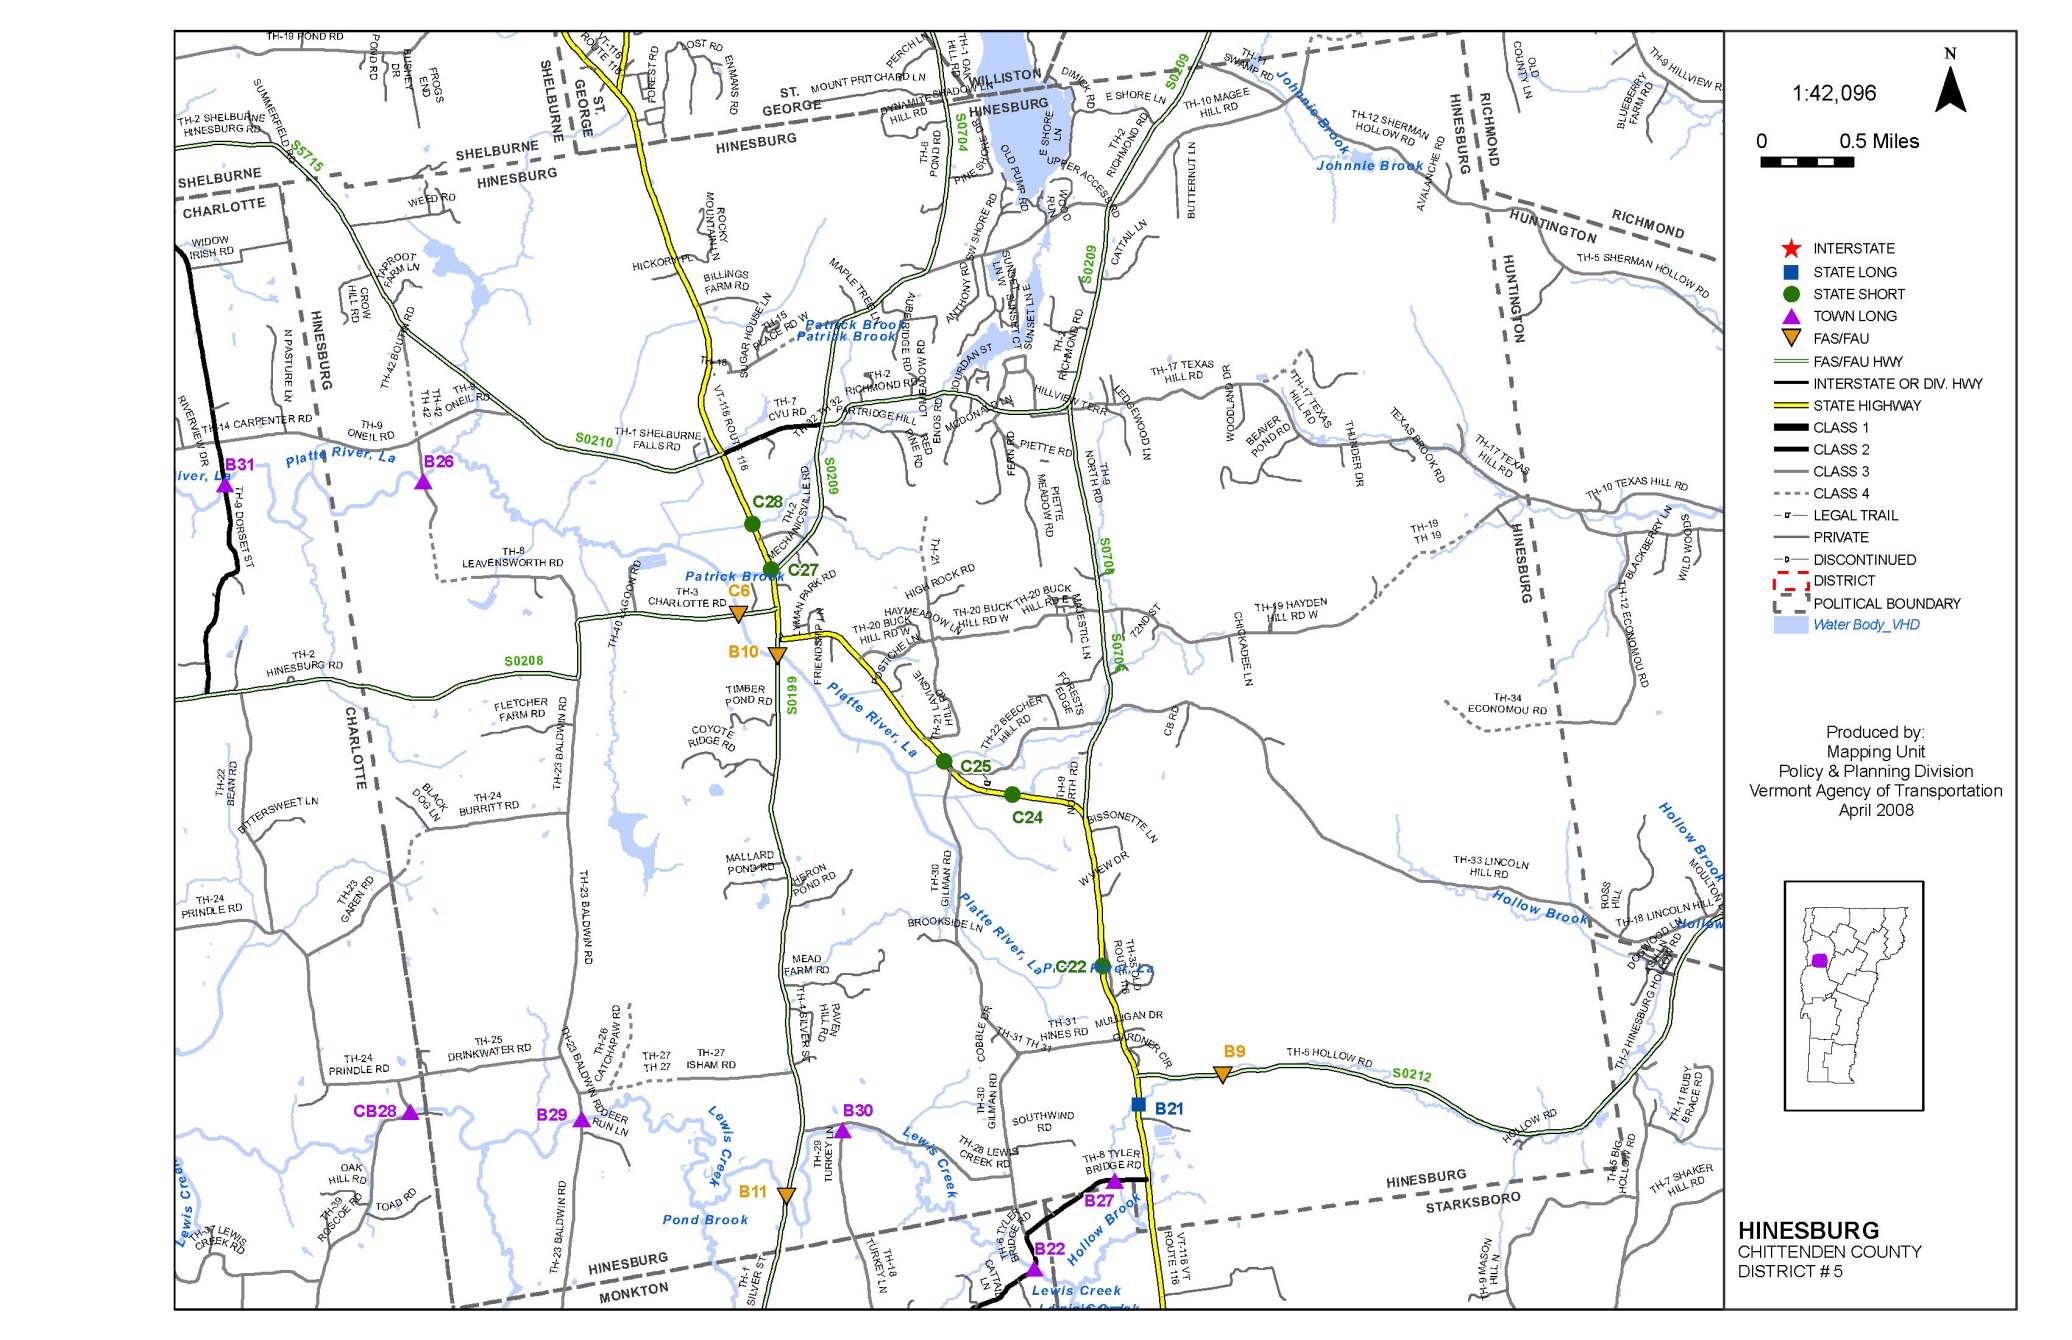 TH-19 POND RD
POND RD
BUSHEY
DR
FROGS
END
VT-116
ROUTE 116
FOREST RD
LOST RD
ENMANS RD
PERCH LN
TH-1 OAK
HILL RD
WILLISTON
HINESBURG
DIMICK RD
S0209
TH-11
SWAMP RD
Johnnie Brook
OLD
COUNTY LN
BLUEBERRY
FARM RD
SHELBURNE
ST.
GEORGE
ST.
GEORGE
MOUNT PRITCHARD LN
DYNAMITE
HILL RD
SHADOW LN
E SHORE LN
TH-10 MAGEE
HILL RD
SUMMERFIELD RD
TH-2 SHELBURNE
HINESBURG RD
S5715
SHELBURNE
HINESBURG
HINESBURG
S0704
TH-6
POND RD
PINE SHORE DR
E SHORE
LN
OLD PUMP RD
UPPER ACCESS RD
TH-2
RICHMOND RD
TH-12 SHERMAN
HOLLOW RD
Johnnie Brook
AVALANCHE RD
RICHMOND
HINESBURG
SHELBURNE
CHARLOTTE
WEED RD
WIDOW
IRISH RD
TAPROOT
FARM LN
CROW
HILL RD
ROCKY
MOUNTAIN LN
HICKORY PL
BILLINGS
FARM RD
BUTTERNUT LN
CATTAIL LN
WOOD
RUN
SW SHORE RD
HUNTINGTON
RICHMOND
TH-5 SHERMAN HOLLOW RD
HUNTINGTON
S0209
MAPLE TREE LN
ANTHONY RD
SUNSET
LN W
SUNSET CT
SUNSET LN E
SUGAR HOUSE LN
TH-15
PLACE RD W
Patrick Brook
Patrick Brook
TH-18
TH-42 BOUTIN RD
HINESBURG
N PASTURE LN
TH-42
TH 42
TH-9
ONEIL RD
TH-9
ONEIL RD
TH-14 CARPENTER RD
RIVERVIEW DR
Platte River, La
B31
B26
TH-9 DORSET ST
S0210
TH-1 SHELBURNE
FALLS RD
VT-116 ROUTE 116
TH-7
CVU RD
TH-32 TH 32
TH-2
RICHMOND RD
PARTRIDGE HILL
LOMEADOW RD
ENOS RD
RED
PINE RD
JOURDAN ST
MCDONALD LN
HILLVIEW TERR
TH-2
RICHMOND RD
LEDGEWOOD LN
TH-17 TEXAS
HILL RD
WOODLAND DR
BEAVER
POND RD
TH-17 TEXAS
HILL RD
THUNDER DR
TEXAS BROOK RD
TH-17 TEXAS
HILL RD
TH-10 TEXAS HILL RD
FERN RD
PIETTE RD
PIETTE
MEADOW RD
TH-9
NORTH RD
S0209
C28
TH-2
MECHANICSVILLE RD
C27
Patrick Brook
C6
TH-3
CHARLOTTE RD
TH-40 LAGOON RD
TH-8
LEAVENSWORTH RD
TH-21
HIGH ROCK RD
HAYMEADOW LN
TH-20 BUCK
HILL RD W
TH-20 BUCK
HILL RD W
TH-20 BUCK
HILL RD E
MAJESTIC LN
72ND ST
CHICKADEE LN
TH-19 HAYDEN
HILL RD W
TH-19
TH 19
HINESBURG
BLACKBERRY LN
WILDWOOD
TH-12 ECONOMOU RD
S0706
TH-34
ECONOMOU RD
B10
S0199
FRIENDSHIP LN
POSTICHE LN
TH-21 LAVIGNE
HILL RD
TH-22 BEECHER
HILL RD
FORESTS
EDGE
CB RD
TH-2
HINESBURG RD
S0208
CHARLOTTE
FLETCHER
FARM RD
TH-23 BALDWIN RD
TIMBER
POND RD
COYOTE
RIDGE RD
Platte River, La
C25
C24
TH-9
NORTH RD
BISSONETTE LN
W VIEW DR
TH-22
BEAN RD
BITTERSWEET LN
BLACK
DOG LN
TH-24
BURRITT RD
TH-23
GAREN RD
TH-24
PRINDLE RD
MALLARD
POND RD
HERON
POND RD
TH-30
GILMAN RD
BROOKSIDE LN
Platte River, La
TH-33 LINCOLN
HILL RD
Hollow Brook
ROSS
HILL
TH-18 LINCOLN HILL
Hollow Brook
MOULTON
DOGWOOD LN
TH-23 BALDWIN RD
MEAD
FARM RD
TH-4 SILVER ST
RAVEN
HILL RD
C22
TH-35 OLD
ROUTE 116
COBBLE DR
TH-31 TH 31
TH-31
HINES RD
MULLIGAN DR
GARDNER CIR
B9
TH-5 HOLLOW RD
S0212
TH-2 HINESBURG HOLLOW RD
TH-25
DRINKWATER RD
TH-24
PRINDLE RD
TH-23 BALDWIN RD
TH-26
CATCHAPAW RD
TH-27
TH 27
TH-27
ISHAM RD
CB28
B29
DEER
RUN LN
B30
Lewis Creek
TH-29
TURKEY LN
Lewis Creek
TH-28 LEWIS
CREEK RD
TH-30
GILMAN RD
SOUTHWIND
RD
B21
TH-8 TYLER
BRIDGE RD
B27
HOLLOW RD
TH-5 BIG
HOLLOW RD
TH-11 RUBY
BRACE RD
TH-7 SHAKER
HILL RD
HINESBURG
STARKSBORO
Lewis Creek
OAK
HILL RD
TH-39
ROSCOE RD
TOAD RD
TH-37 LEWIS
CREEK RD
TH-23 BALDWIN RD
B11
Pond Brook
HINESBURG
MONKTON
TH-1
SILVER ST
TH-18
TURKEY LN
TH-6 TYLER
BRIDGE RD
B22
Hollow Brook
Lewis Creek
VT-116 VT
ROUTE 116
TH-9 MASON
HILL N
N
1:42,096
0 0.5 Miles
INTERSTATE
STATE LONG
STATE SHORT
TOWN LONG
FAS/FAU
FAS/FAU HWY
INTERSTATE OR DIV. HWY
STATE HIGHWAY
CLASS 1
CLASS 2
CLASS 3
CLASS 4
LEGAL TRAIL
PRIVATE
DISCONTINUED
DISTRICT
POLITICAL BOUNDARY
Water Body_VHD
Produced by:
Mapping Unit
Policy & Planning Division
Vermont Agency of Transportation
April 2008
HINESBURG
CHITTENDEN COUNTY
DISTRICT # 5